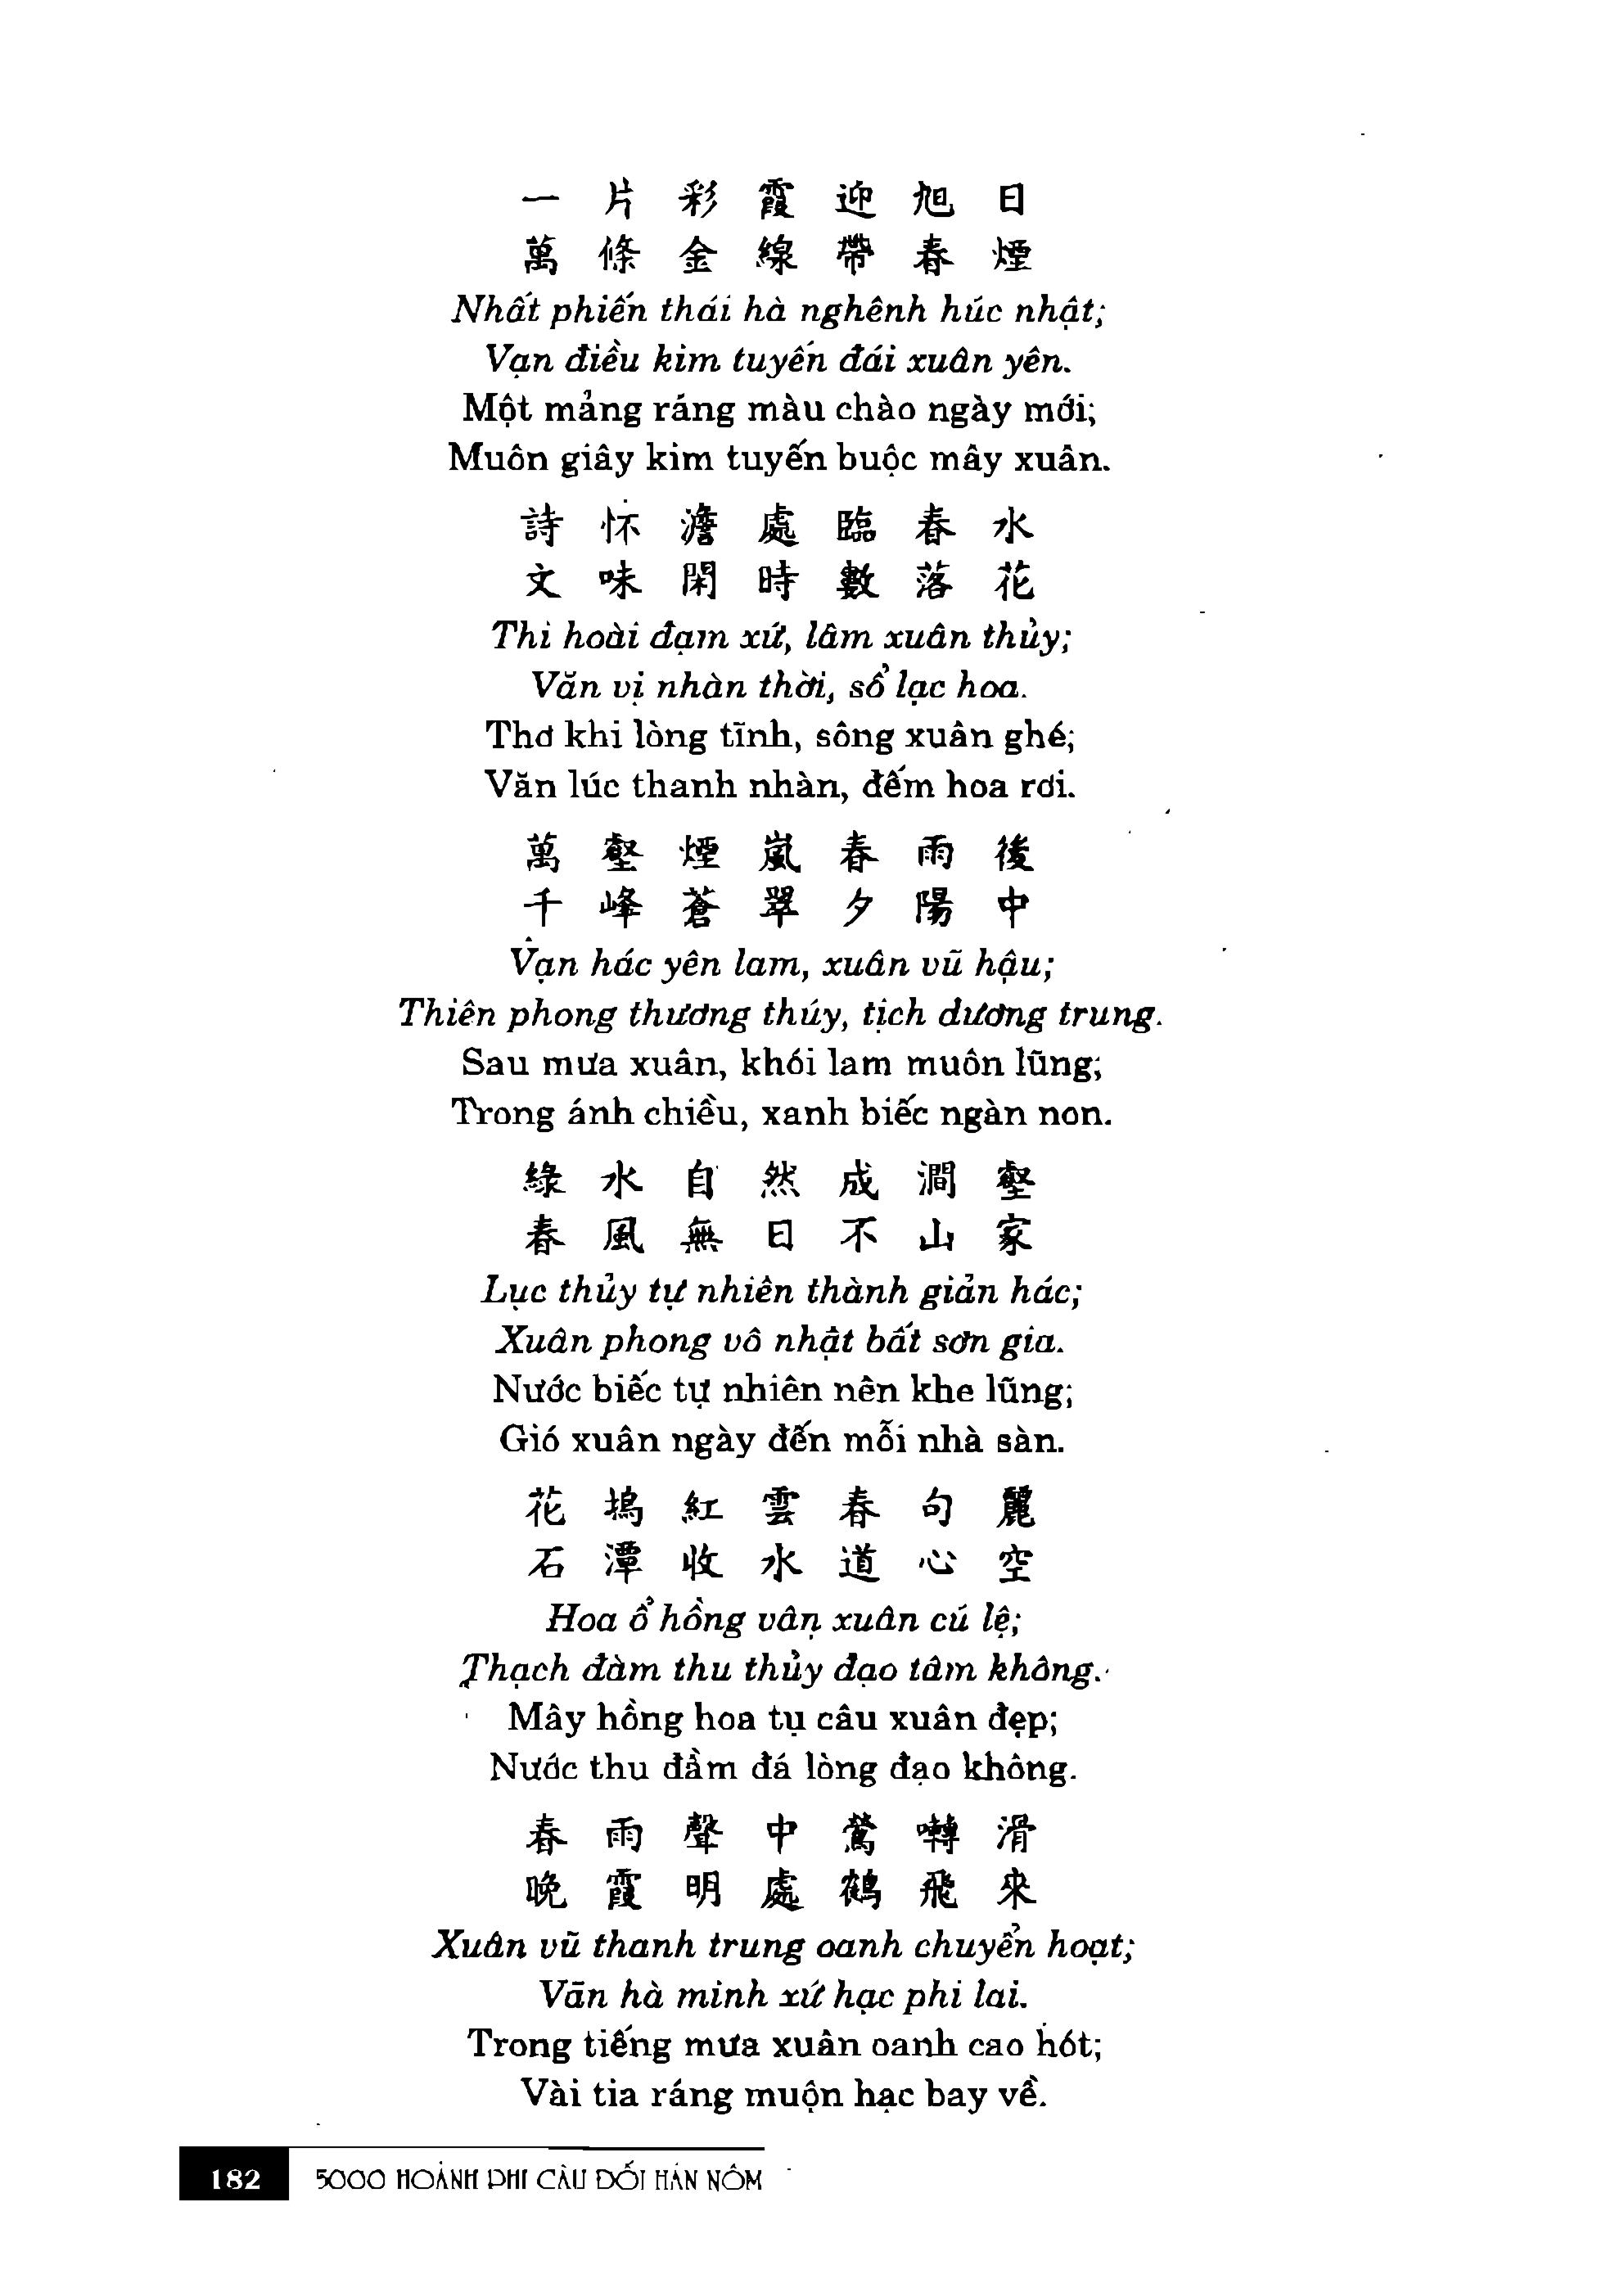 一片彩霞迎旭日
萬條金線帶春煙
Nhất phiến thái hà nghênh húc nhật;
Vạn điều kim tuyến đái xuân yên.
Một mảng ráng màu chào ngày mới;
Muôn giây kim tuyến buộc mây xuân.
詩怀澹處臨春水
文味閑時數落花
Thi hoài đạm xứ, lâm xuân thủy;
Văn vị nhàn thời, sổ lạc hoa.
Thơ khi lòng tĩnh, sông xuân ghé;
Văn lúc thanh nhàn, đếm hoa rơi.
萬壑煙嵐春雨後
千峰蒼翠夕陽中
Vạn hác yên lam, xuân vũ hậu;
Thiên phong thương thúy, tịch dương trung.
Sau mưa xuân, khói lam muôn lũng;
Trong ánh chiều, xanh biếc ngàn non.
綠水自然成澗壑
春風無日不山家
Lục thủy tự nhiên thành giản hác;
Xuân phong vô nhật bất sơn gia.
Nước biếc tự nhiên nên khe lũng;
Gió xuân ngày đến mỗi nhà sàn.
花塢紅雲春句麗
石潭收水道心空
Hoa ổ hồng vân xuân cú lệ;
Thạch đàm thu thủy đạo tâm không.
Mây hồng hoa tụ câu xuân đẹp;
Nước thu đầm đá lòng đạo không.
春雨聲中鶯囀滑
晚霞明處鶴飛來
Xuân vũ thanh trung oanh chuyển hoạt;
Vãn hà minh xứ hạc phi lai.
Trong tiếng mưa xuân oanh cao hót;
Vài tia ráng muộn hạc bay về.
182 5000 HOÀNH PHI CÂU ĐỐI HÁN NÔM